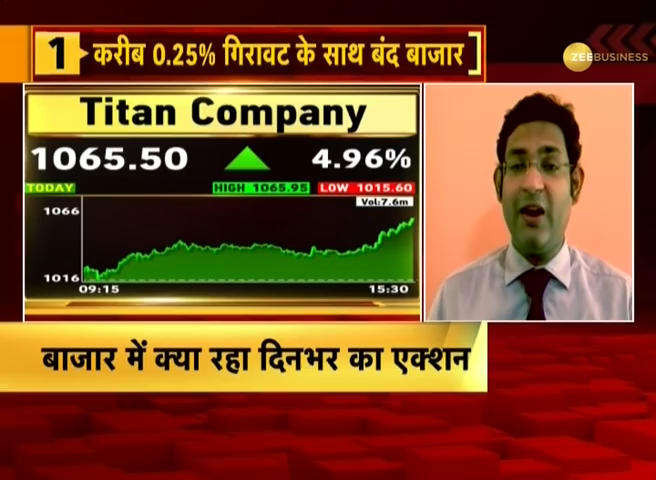 1 करीब 0.25% गिरावट के साथ बंद बाजार
ZEEBUSINESS
Titan Company
1065.50 4.96%
TODAY HIGH 1065.95 LOW 1015.60
Vol:7.6m
1066
1016
09:15 15:30
बाजार में क्या रहा दिनभर का एक्शन